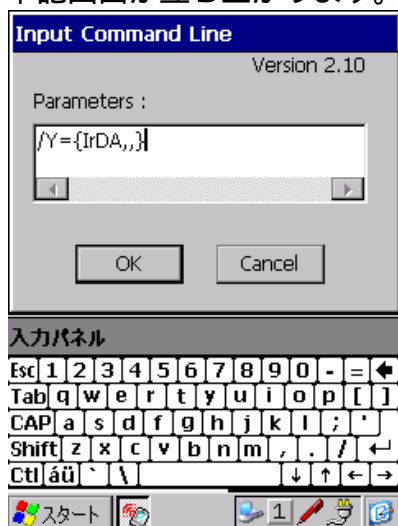 下記画面が立ち上がります。
Input Command Line
Version 2.10
Parameters :
/Y={IrDA,,}
OK Cancel
入力パネル
Esc 1 2 3 4 5 6 7 8 9 0 - =
Tab q w e r t y u i o p [ ]
CAP a s d f g h j k l ; '
Shift z x c v b n m , . / ↵
Ctl áü ` \ ↓ ↑ ← →
スタート 1